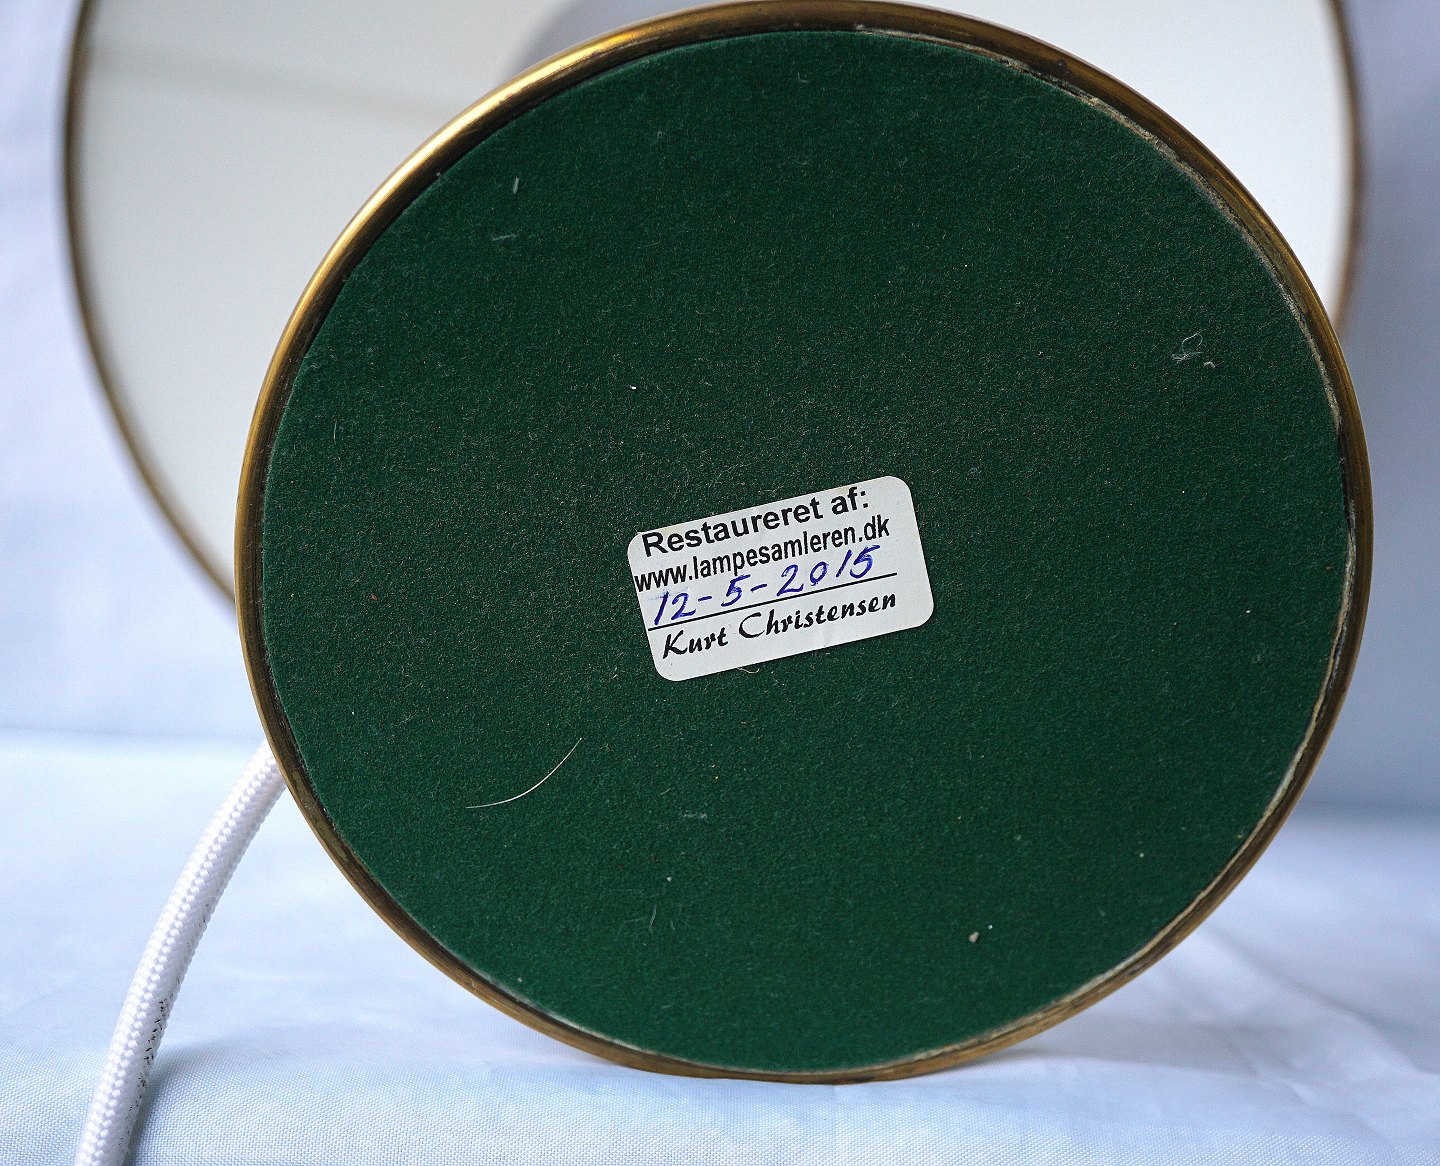 Restaureret af:
www.lampesamleren.dk
12-5-2015
Kurt Christensen